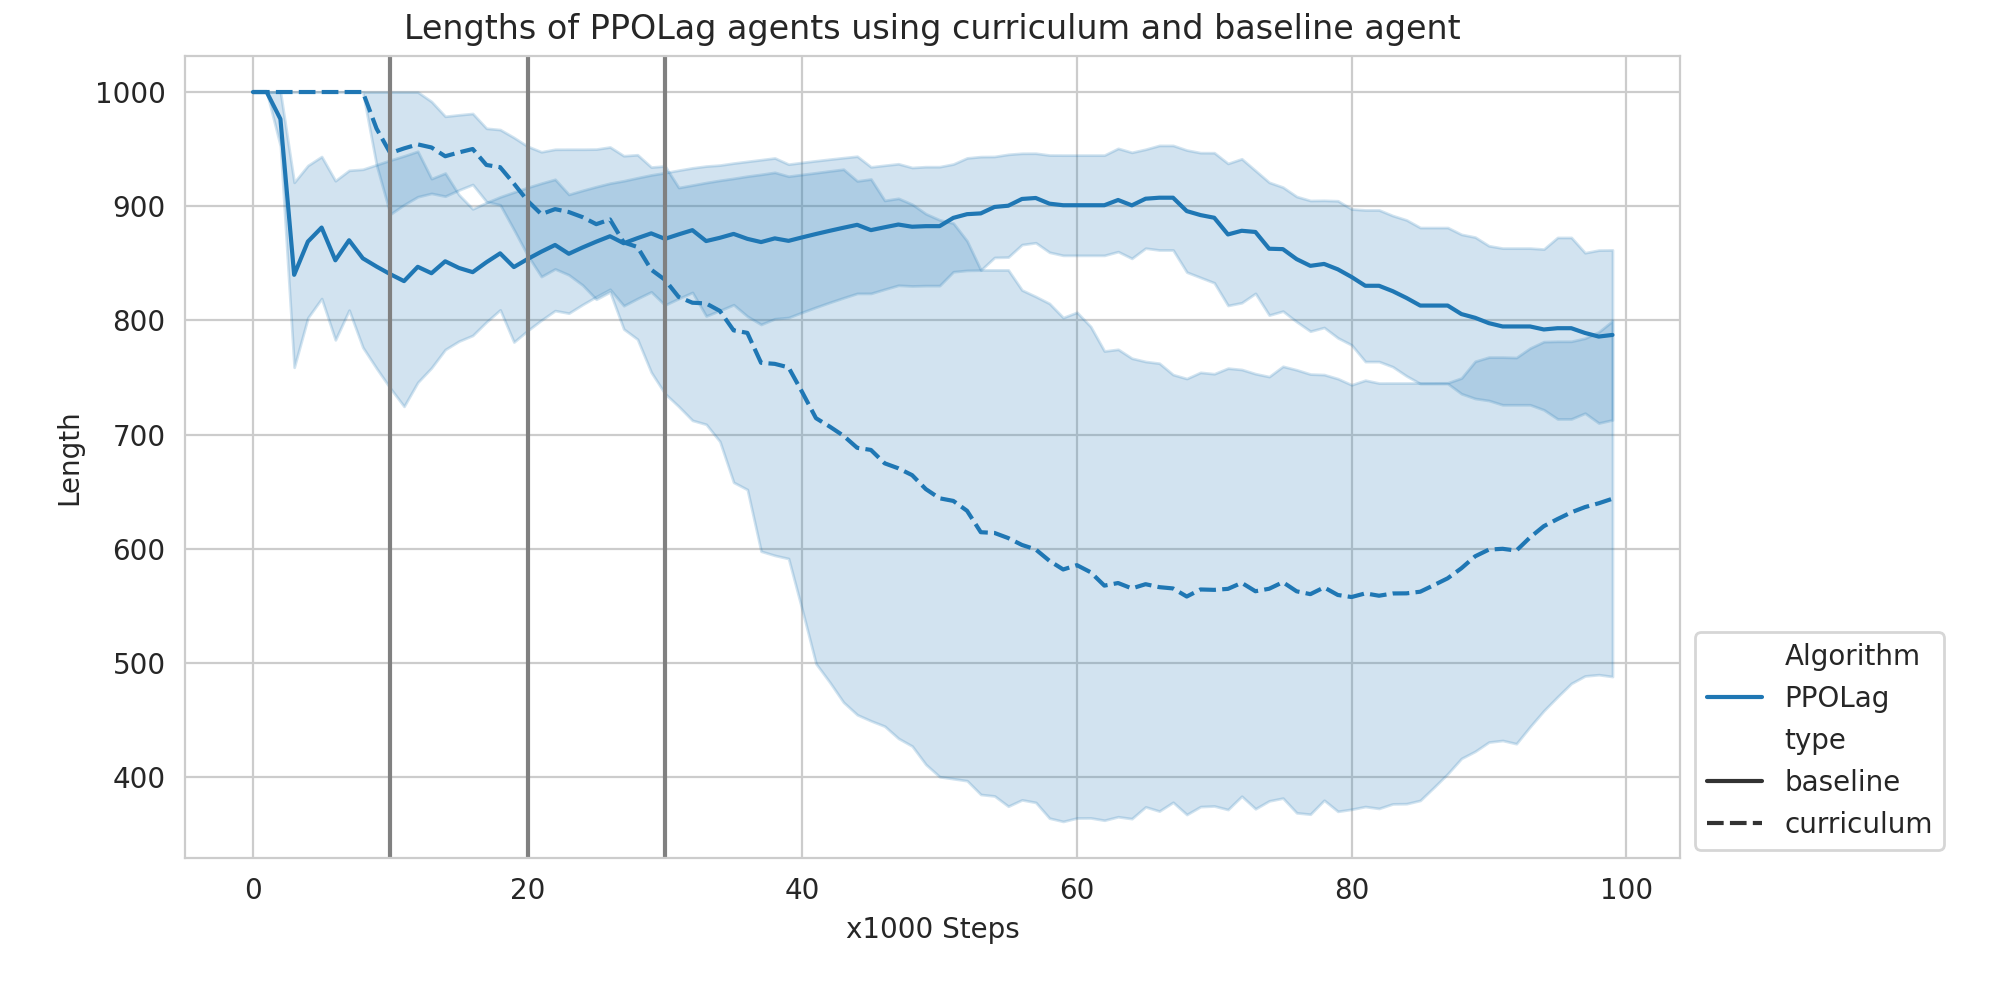 Lengths of PPOLag agents using curriculum and baseline agent
1000
900
800
700
600
500
400
Length
0 20 40 60 80 100
x1000 Steps
Algorithm
PPOLag
type
baseline
curriculum